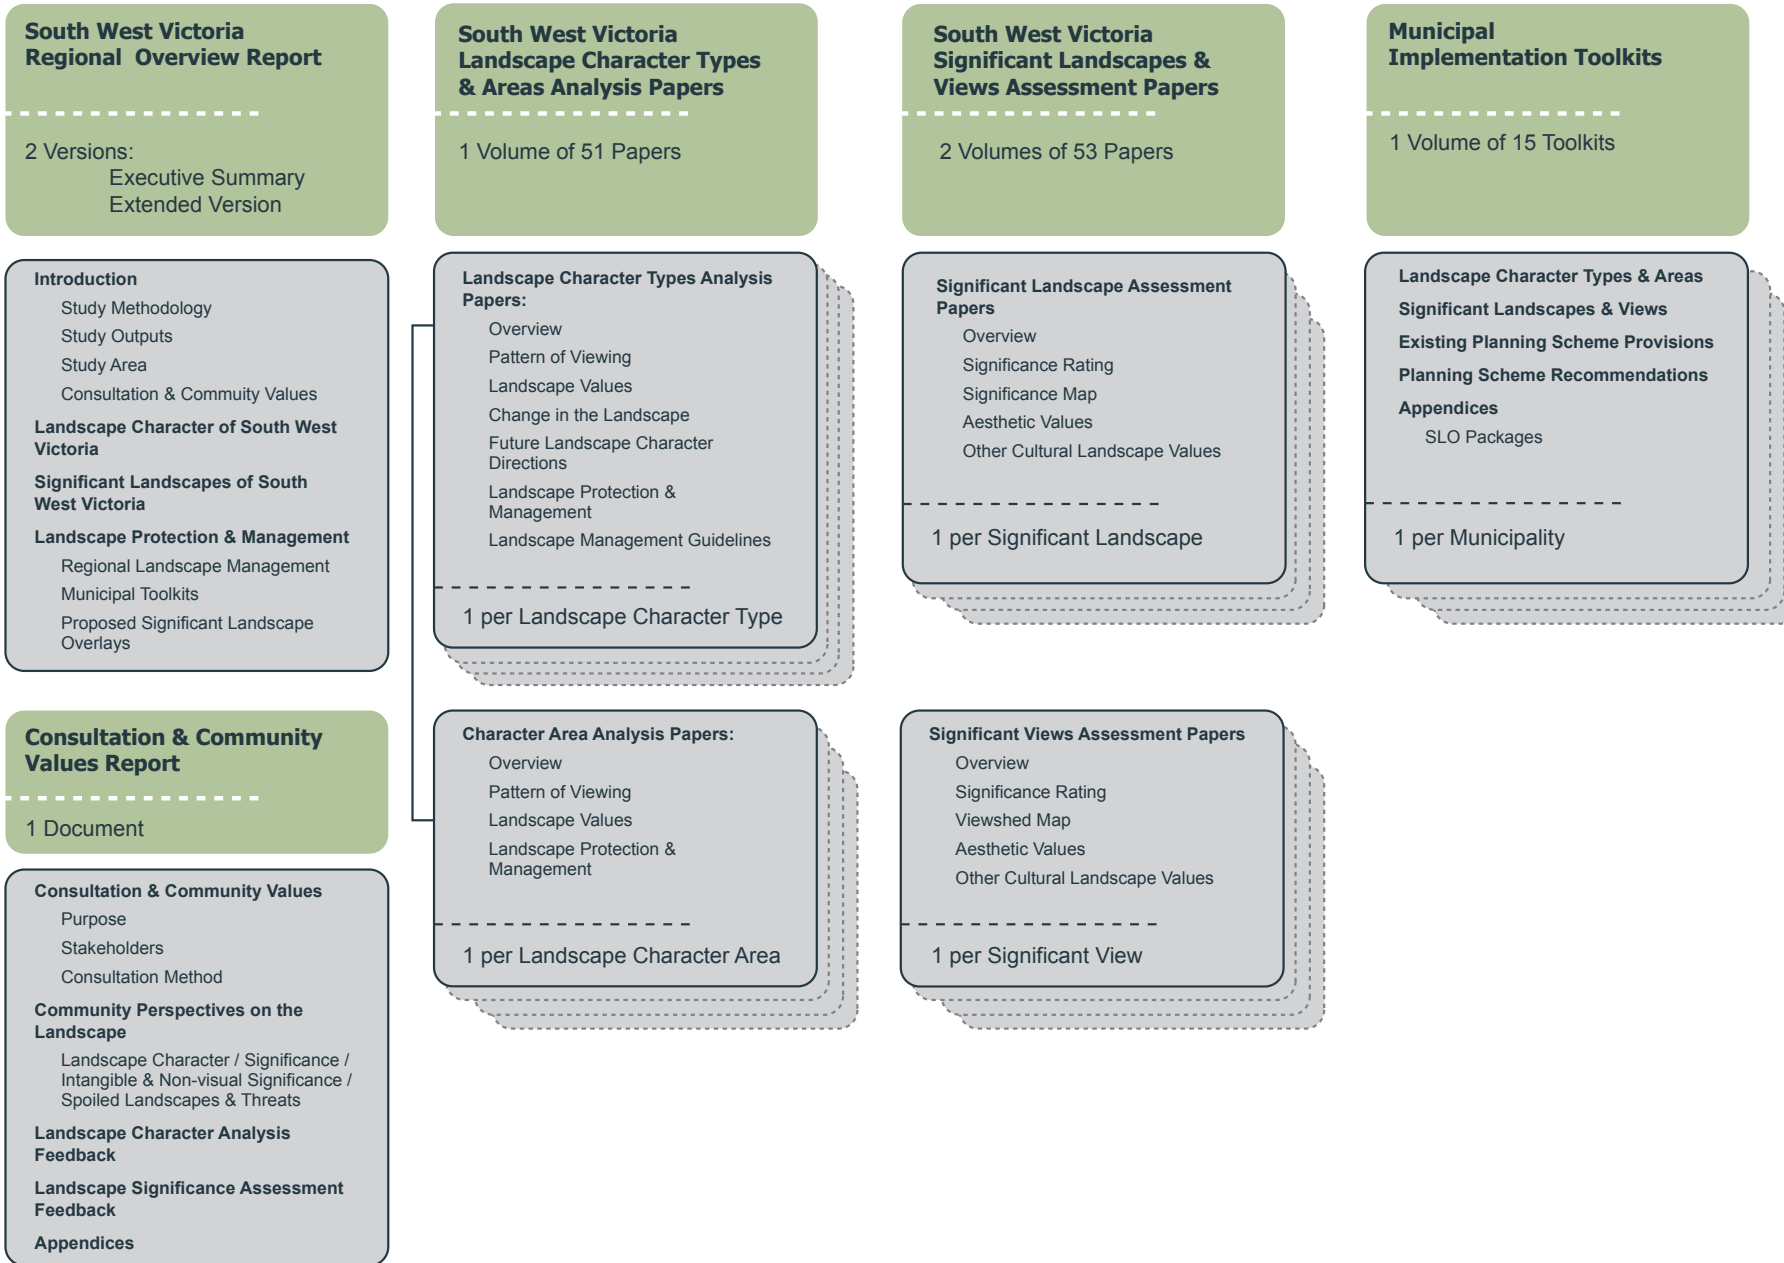 South West Victoria
Regional Overview Report
2 Versions:
Executive Summary
Extended Version
Introduction
Study Methodology
Study Outputs
Study Area
Consultation & Commuity Values
Landscape Character of South West
Victoria
Significant Landscapes of South
West Victoria
Landscape Protection & Management
Regional Landscape Management
Municipal Toolkits
Proposed Significant Landscape
Overlays
Consultation & Community
Values Report
1 Document
Consultation & Community Values
Purpose
Stakeholders
Consultation Method
Community Perspectives on the
Landscape
Landscape Character / Significance /
Intangible & Non-visual Significance /
Spoiled Landscapes & Threats
Landscape Character Analysis
Feedback
Landscape Significance Assessment
Feedback
Appendices
South West Victoria
Landscape Character Types
& Areas Analysis Papers
1 Volume of 51 Papers
Landscape Character Types Analysis
Papers:
Overview
Pattern of Viewing
Landscape Values
Change in the Landscape
Future Landscape Character
Directions
Landscape Protection &
Management
Landscape Management Guidelines
1 per Landscape Character Type
Character Area Analysis Papers:
Overview
Pattern of Viewing
Landscape Values
Landscape Protection &
Management
1 per Landscape Character Area
South West Victoria
Significant Landscapes &
Views Assessment Papers
2 Volumes of 53 Papers
Significant Landscape Assessment
Papers
Overview
Significance Rating
Significance Map
Aesthetic Values
Other Cultural Landscape Values
1 per Significant Landscape
Significant Views Assessment Papers
Overview
Significance Rating
Viewshed Map
Aesthetic Values
Other Cultural Landscape Values
1 per Significant View
Municipal
Implementation Toolkits
1 Volume of 15 Toolkits
Landscape Character Types & Areas
Significant Landscapes & Views
Existing Planning Scheme Provisions
Planning Scheme Recommendations
Appendices
SLO Packages
1 per Municipality